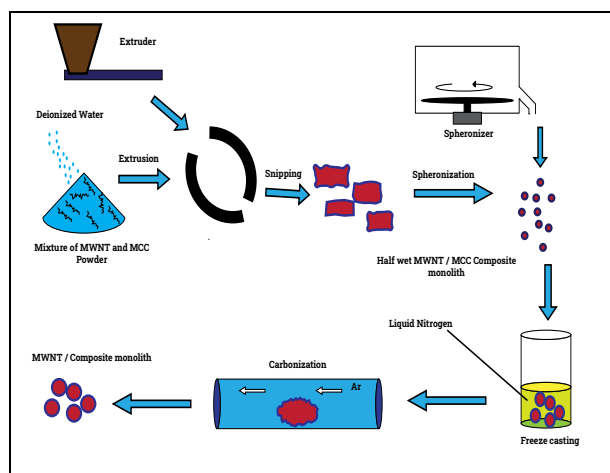 Extruder
Deionized Water
Extrusion
Mixture of MWNT and MCC
Powder
Snipping
Spheronization
Spheronizer
Half wet MWNT / MCC Composite
monolith
Liquid Nitrogen
Freeze casting
Carbonization
Ar
MWNT / Composite monolith